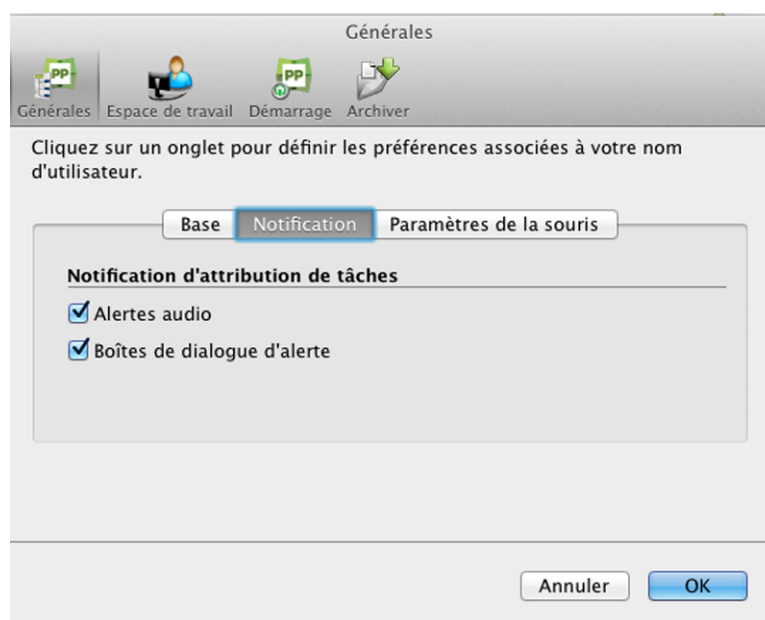 Générales
PP
PP
Générales Espace de travail Démarrage Archiver
Cliquez sur un onglet pour définir les préférences associées à votre nom
d'utilisateur.
Base Notification Paramètres de la souris
Notification d'attribution de tâches
Alertes audio
Boîtes de dialogue d'alerte
Annuler OK